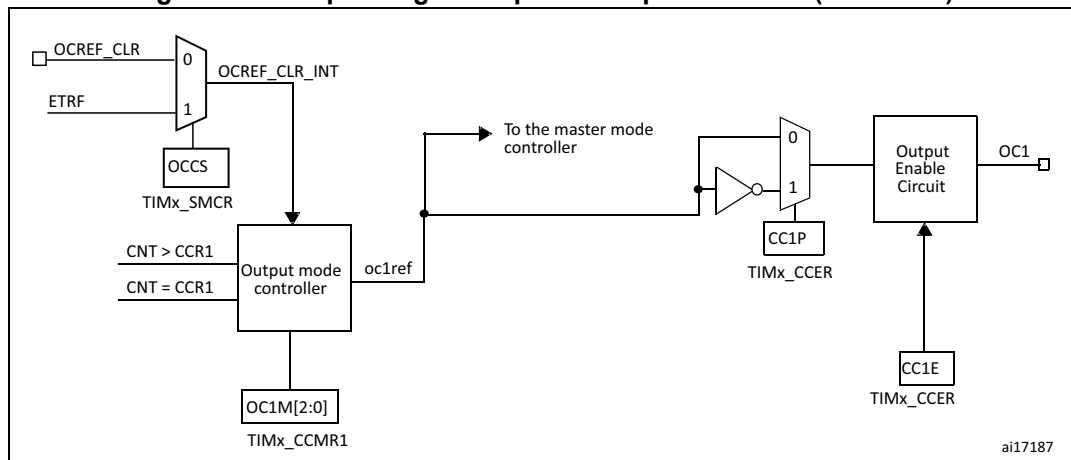 OCREF_CLR
0
OCREF_CLR_INT
ETRF
1
OCCS
TIMx_SMCR
To the master mode
controller
0
1
CC1P
TIMx_CCER
Output
Enable
Circuit
OC1
CNT > CCR1
CNT = CCR1
Output mode
controller
oc1ref
OC1M[2:0]
TIMx_CCMR1
CC1E
TIMx_CCER
ai17187